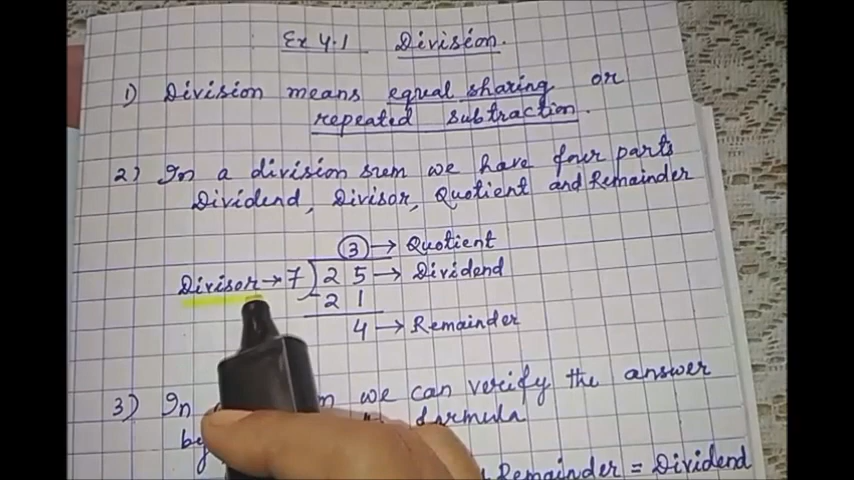 Ex 4.1 Division.
1) Division means equal sharing or
repeated subtraction.
2) In a division sum we have four parts
Dividend, Divisor, Quotient and Remainder
3 → Quotient
Divisor → 7 ) 2 5 → Dividend
- 2 1
4 → Remainder
3) In we can verify the answer
by formula
Remainder = Dividend